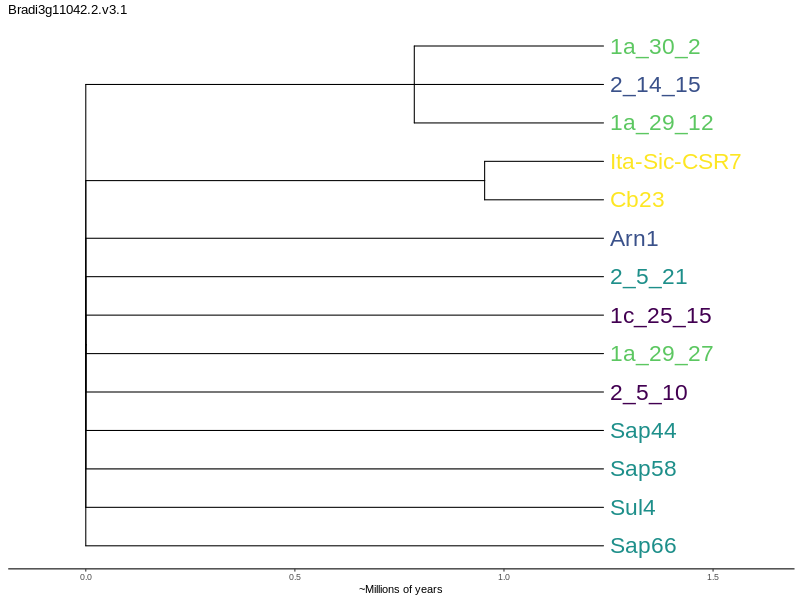 Bradi3g11042.2.v3.1
1a_30_2
2_14_15
1a_29_12
Ita-Sic-CSR7
Cb23
Arn1
2_5_21
1c_25_15
1a_29_27
2_5_10
Sap44
Sap58
Sul4
Sap66
0.0 0.5 1.0 1.5
~Millions of years